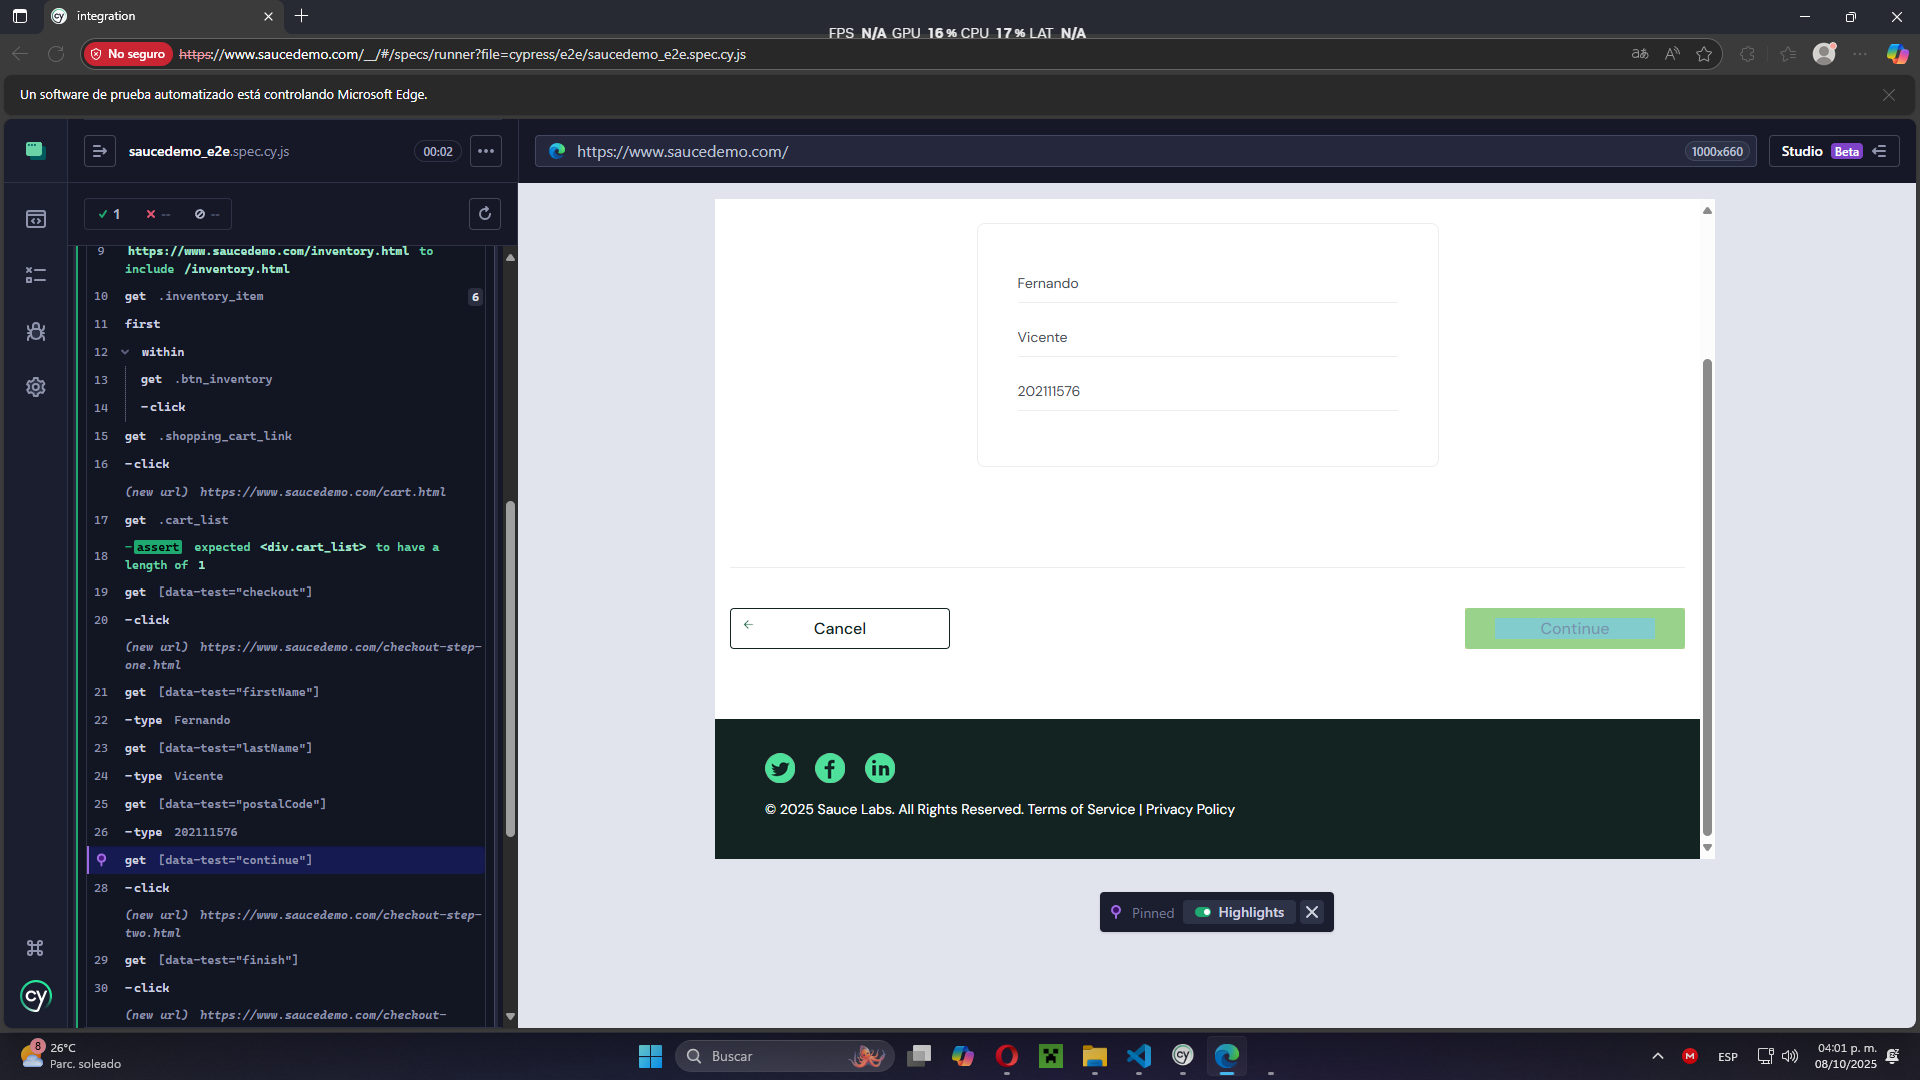 integration
FPS N/A GPU 16 % CPU 17 % LAT N/A
No seguro https://www.saucedemo.com/__/#/specs/runner?file=cypress/e2e/saucedemo_e2e.spec.cy.js
Un software de prueba automatizado está controlando Microsoft Edge.
saucedemo_e2e.spec.cy.js 00:02
https://www.saucedemo.com/ 1000x660 Studio Beta
1 -- --
9 https://www.saucedemo.com/inventory.html to
include /inventory.html
10 get .inventory_item 6
11 first
12 within
13 get .btn_inventory
14 -click
15 get .shopping_cart_link
16 -click
(new url) https://www.saucedemo.com/cart.html
17 get .cart_list
18 -assert expected <div.cart_list> to have a
length of 1
19 get [data-test="checkout"]
20 -click
(new url) https://www.saucedemo.com/checkout-step-
one.html
21 get [data-test="firstName"]
22 -type Fernando
23 get [data-test="lastName"]
24 -type Vicente
25 get [data-test="postalCode"]
26 -type 202111576
get [data-test="continue"]
28 -click
(new url) https://www.saucedemo.com/checkout-step-
two.html
29 get [data-test="finish"]
30 -click
(new url) https://www.saucedemo.com/checkout-
cy
Fernando
Vicente
202111576
Cancel
Continue
© 2025 Sauce Labs. All Rights Reserved. Terms of Service | Privacy Policy
Pinned Highlights
8 26°C
Parc. soleado
Buscar
ESP
04:01 p. m.
08/10/2025